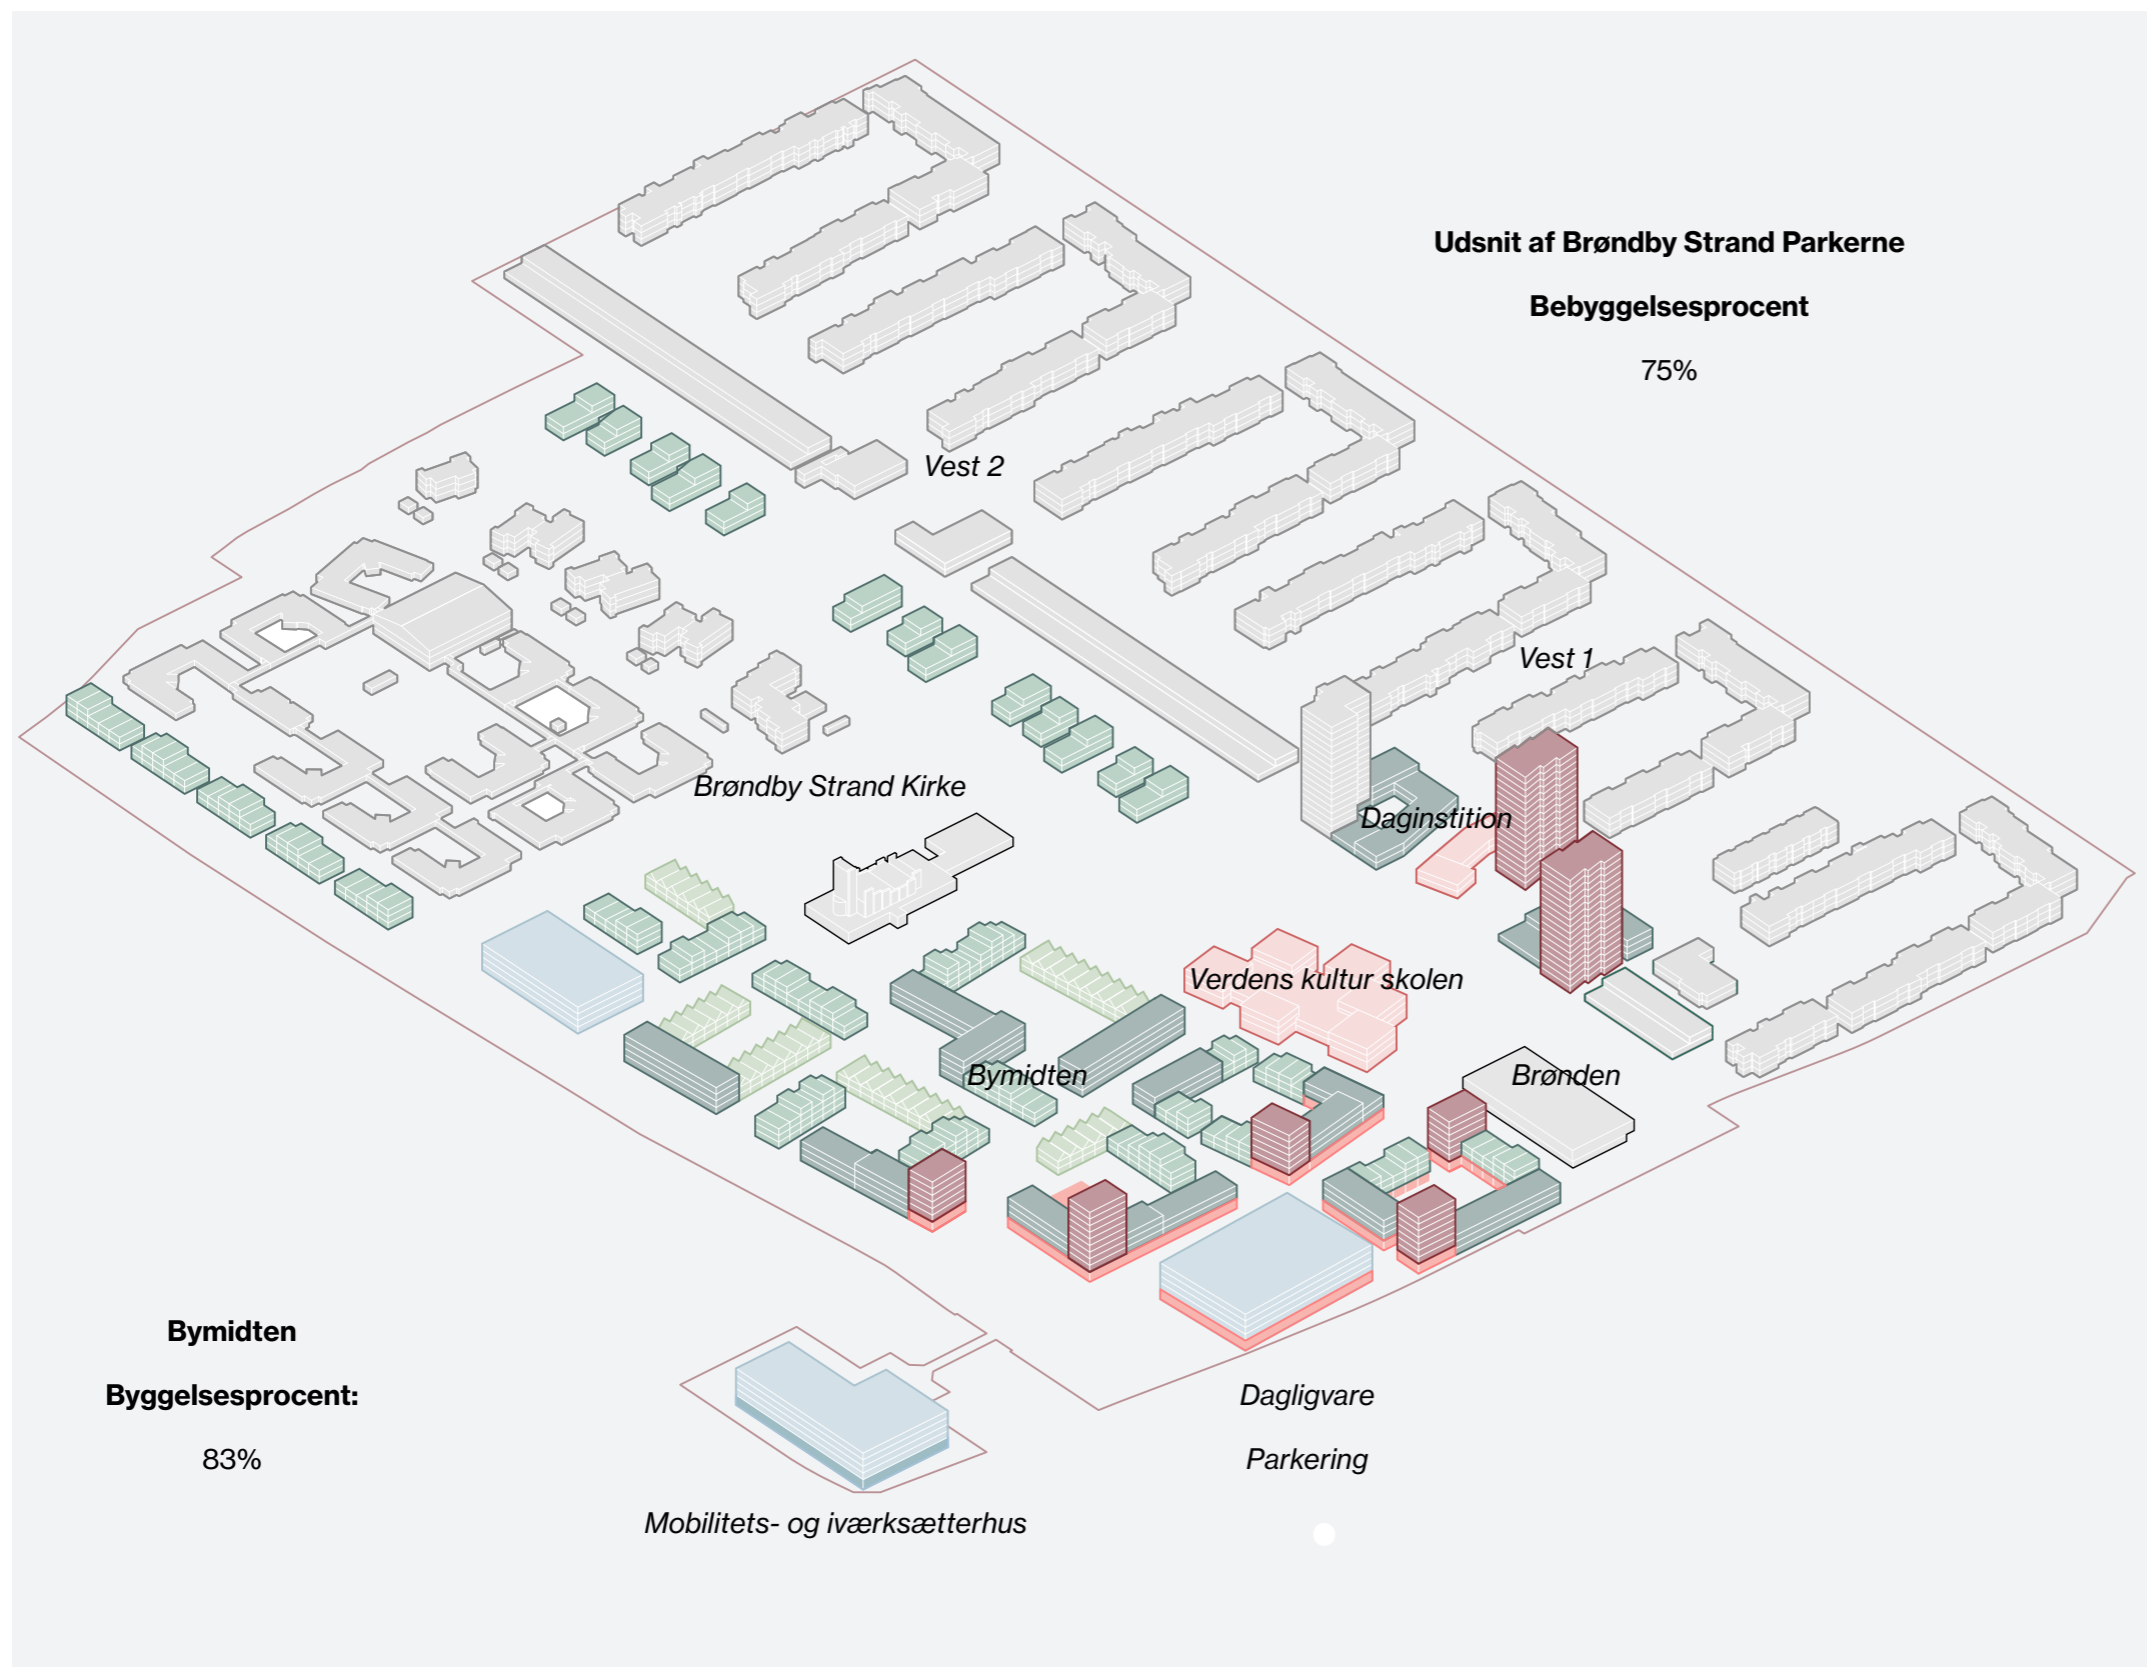 Udsnit af Brøndby Strand Parkerne
Bebyggelsesprocent
75%
Vest 2
Vest 1
Brøndby Strand Kirke
Daginstition
Verdens kultur skolen
Bymidten
Brønden
Bymidten
Byggelsesprocent:
83%
Dagligvare
Parkering
Mobilitets- og iværksætterhus